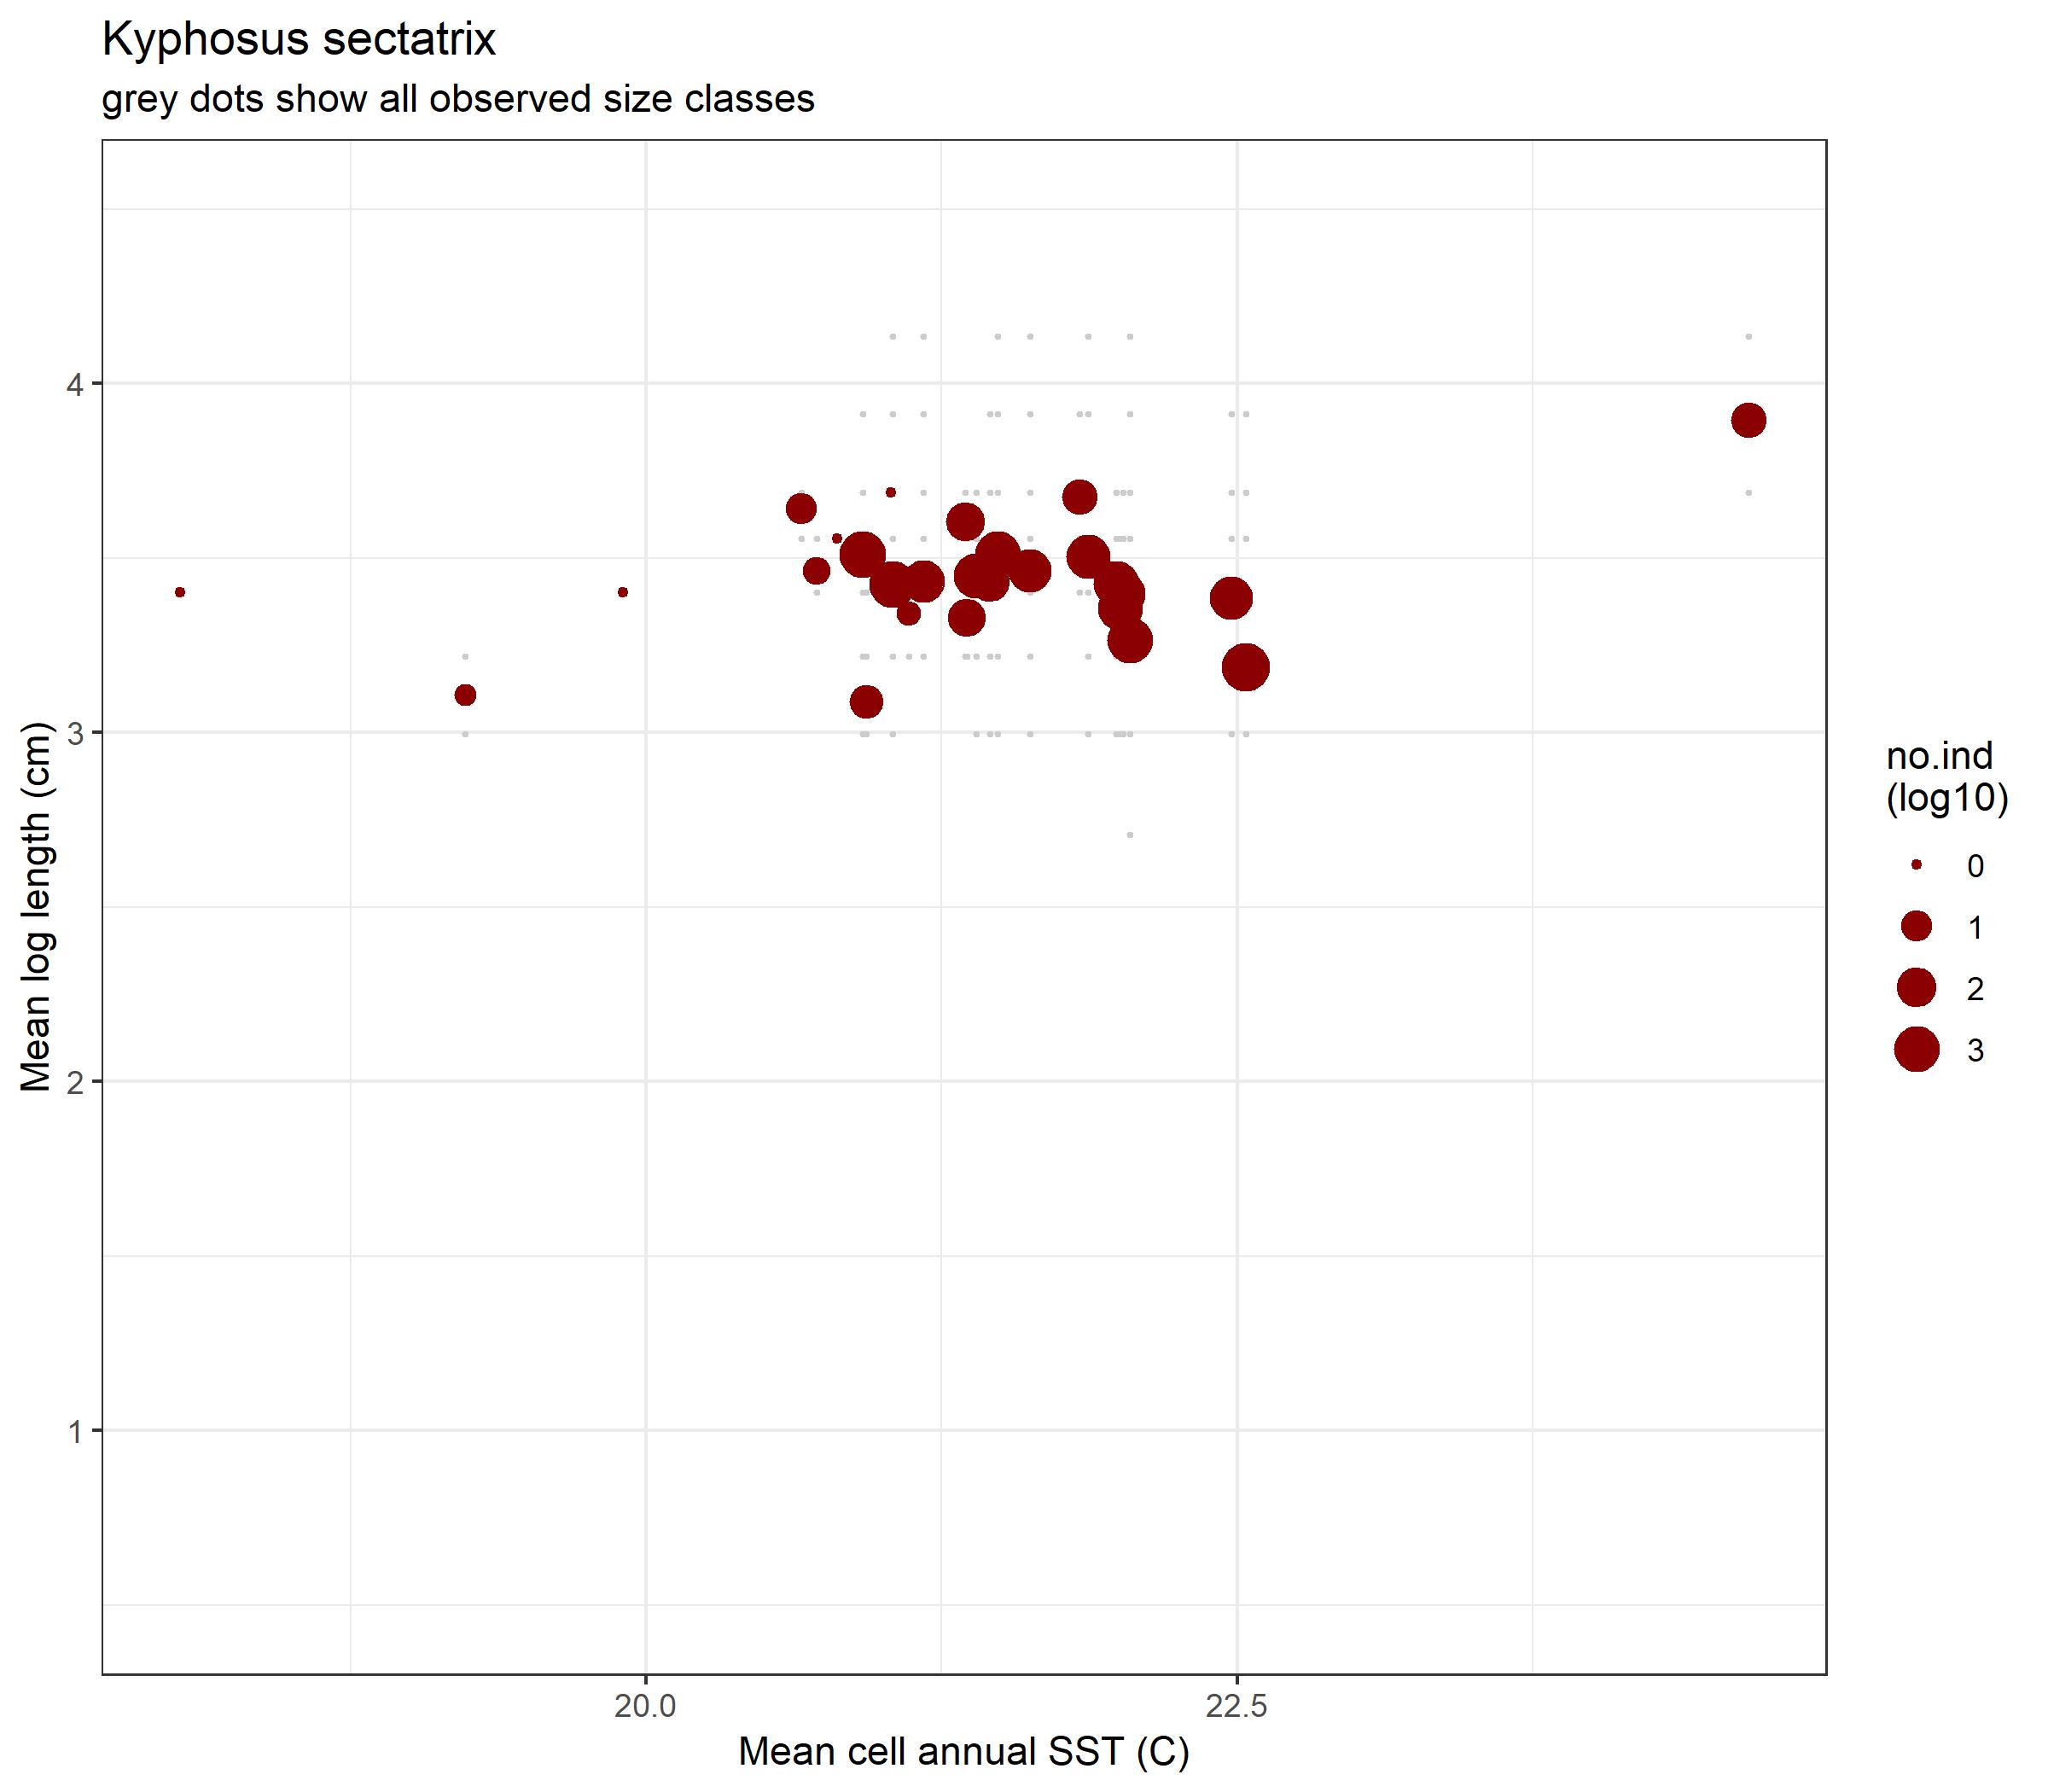 Kyphosus sectatrix
grey dots show all observed size classes
Mean log length (cm)
4
3
2
1
20.0
22.5
Mean cell annual SST (C)
no.ind
(log10)
0
1
2
3